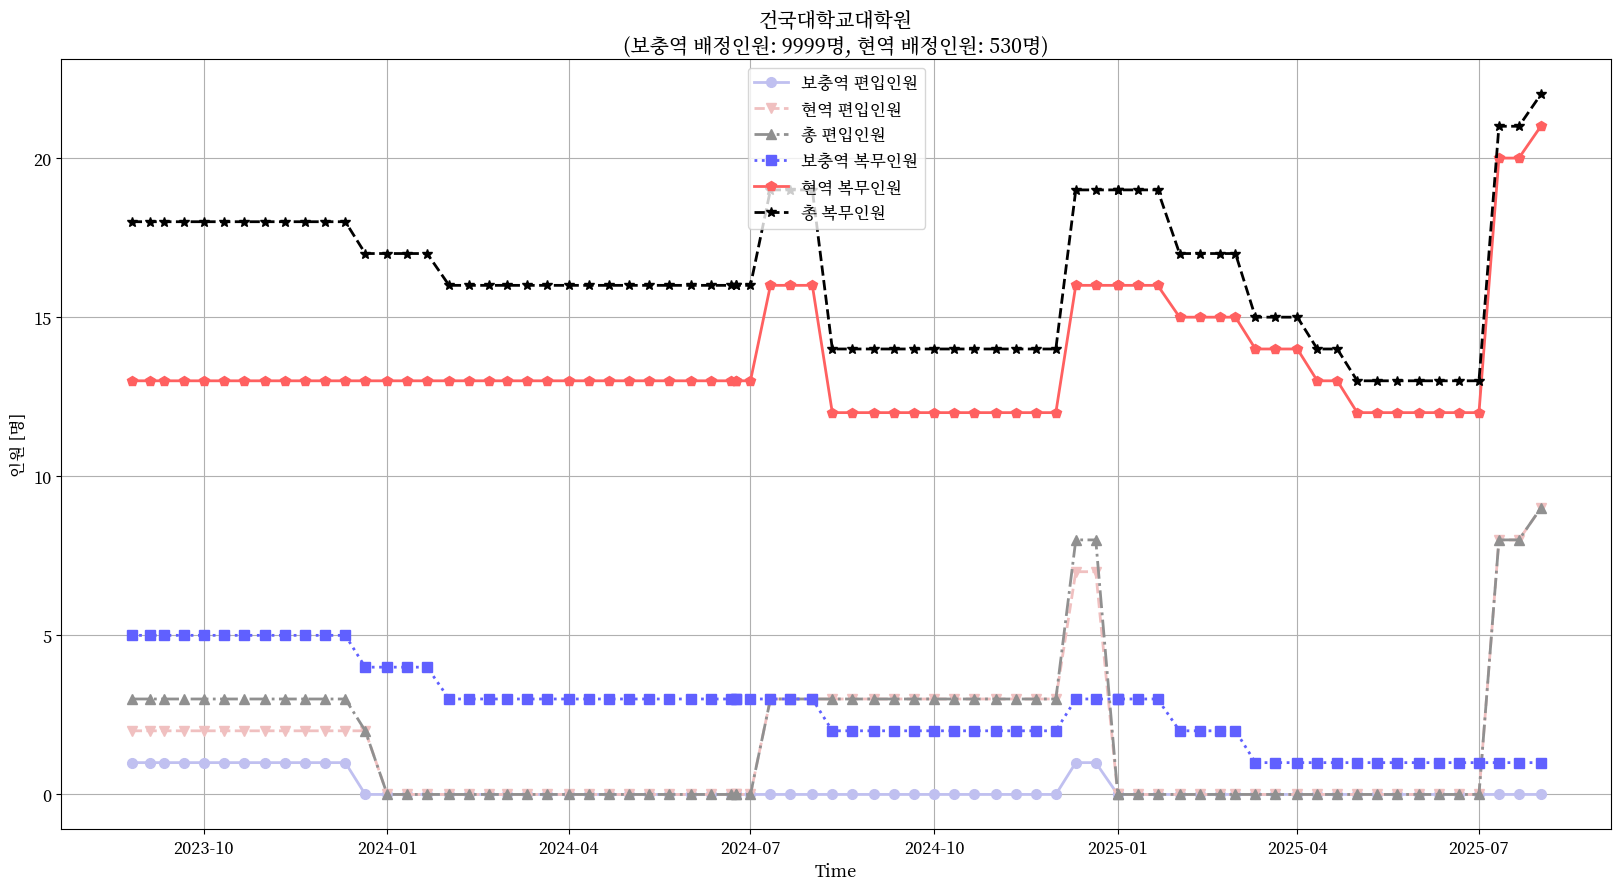 건국대학교대학원
(보충역 배정인원: 9999명, 현역 배정인원: 530명)
보충역 편입인원
현역 편입인원
총 편입인원
보충역 복무인원
현역 복무인원
총 복무인원
인원 [명]
20
15
10
5
0
2023-10
2024-01
2024-04
2024-07
2024-10
2025-01
2025-04
2025-07
Time